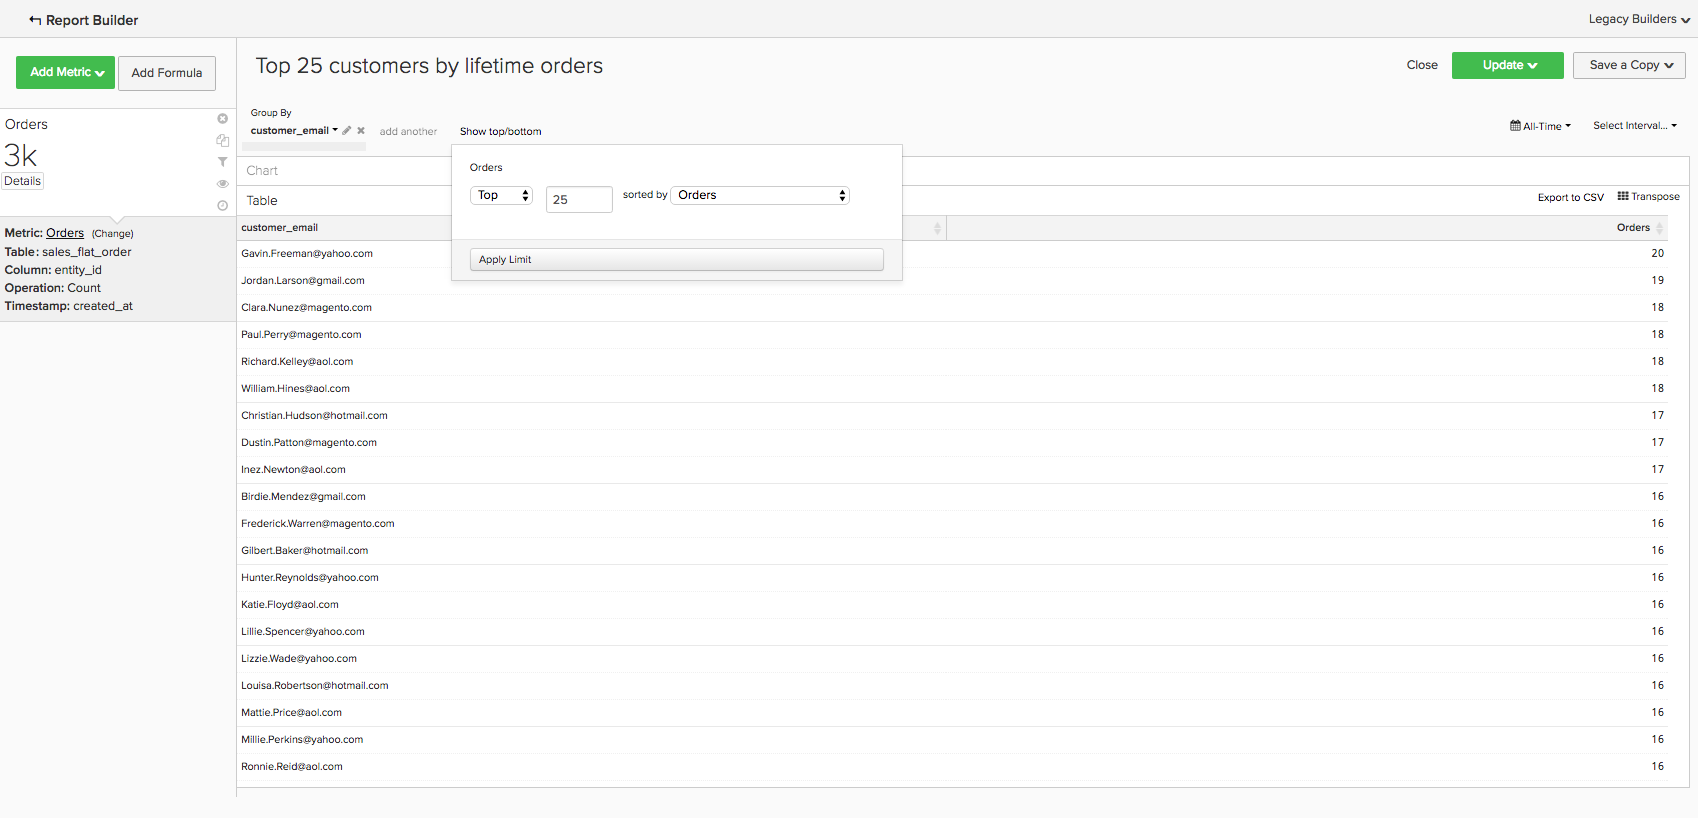 Report Builder
Legacy Builders
Add Metric
Add Formula
Top 25 customers by lifetime orders
Close
Update
Save a Copy
Orders
3k
Details
Metric: Orders (Change)
Table: sales_flat_order
Column: entity_id
Operation: Count
Timestamp: created_at
Group By
customer_email
add another
Show top/bottom
All-Time
Select Interval...
Orders
Top
25
sorted by
Orders
Apply Limit
Chart
Table
Export to CSV
Transpose
customer_email Orders
Gavin.Freeman@yahoo.com 20
Jordan.Larson@gmail.com 19
Clara.Nunez@magento.com 18
Paul.Perry@magento.com 18
Richard.Kelley@aol.com 18
William.Hines@aol.com 18
Christian.Hudson@hotmail.com 17
Dustin.Patton@magento.com 17
Inez.Newton@aol.com 17
Birdie.Mendez@gmail.com 16
Frederick.Warren@magento.com 16
Gilbert.Baker@hotmail.com 16
Hunter.Reynolds@yahoo.com 16
Katie.Floyd@aol.com 16
Lillie.Spencer@yahoo.com 16
Lizzie.Wade@yahoo.com 16
Louisa.Robertson@hotmail.com 16
Mattie.Price@aol.com 16
Millie.Perkins@yahoo.com 16
Ronnie.Reid@aol.com 16